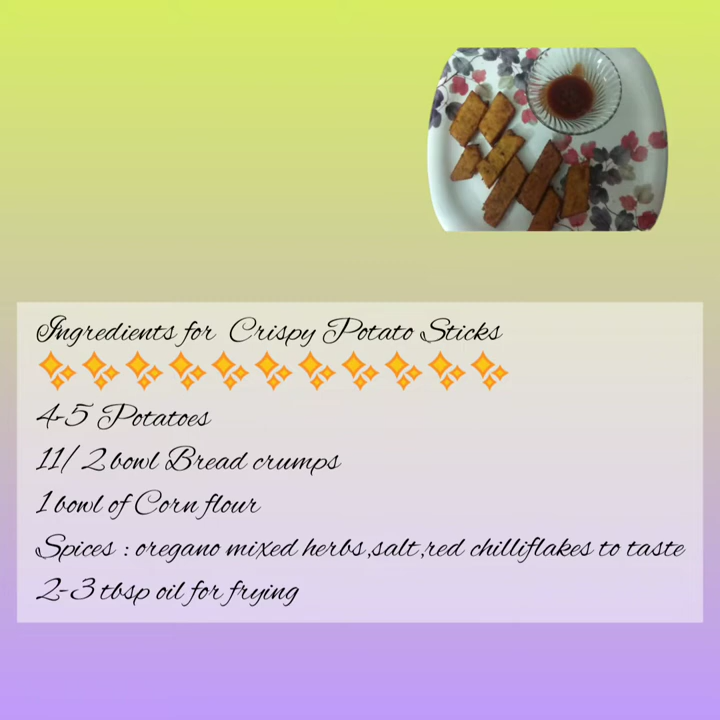 Ingredients for Crispy Potato Sticks
✨✨✨✨✨✨✨✨✨✨✨
4-5 Potatoes
11/2 bowl Bread crumps
1 bowl of Corn flour
Spices : oregano mixed herbs,salt,red chilliflakes to taste
2-3 tbsp oil for frying